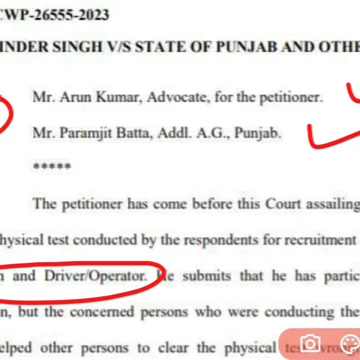 CWP-26555-2023
INDER SINGH V/S STATE OF PUNJAB AND OTHE
Mr. Arun Kumar, Advocate, for the petitioner.
Mr. Paramjit Batta, Addl. A.G., Punjab.
*****
The petitioner has come before this Court assailing
hysical test conducted by the respondents for recruitment
n and Driver/Operator. He submits that he has partic
n, but the concerned persons who were conducting the
elped other persons to clear the physical test